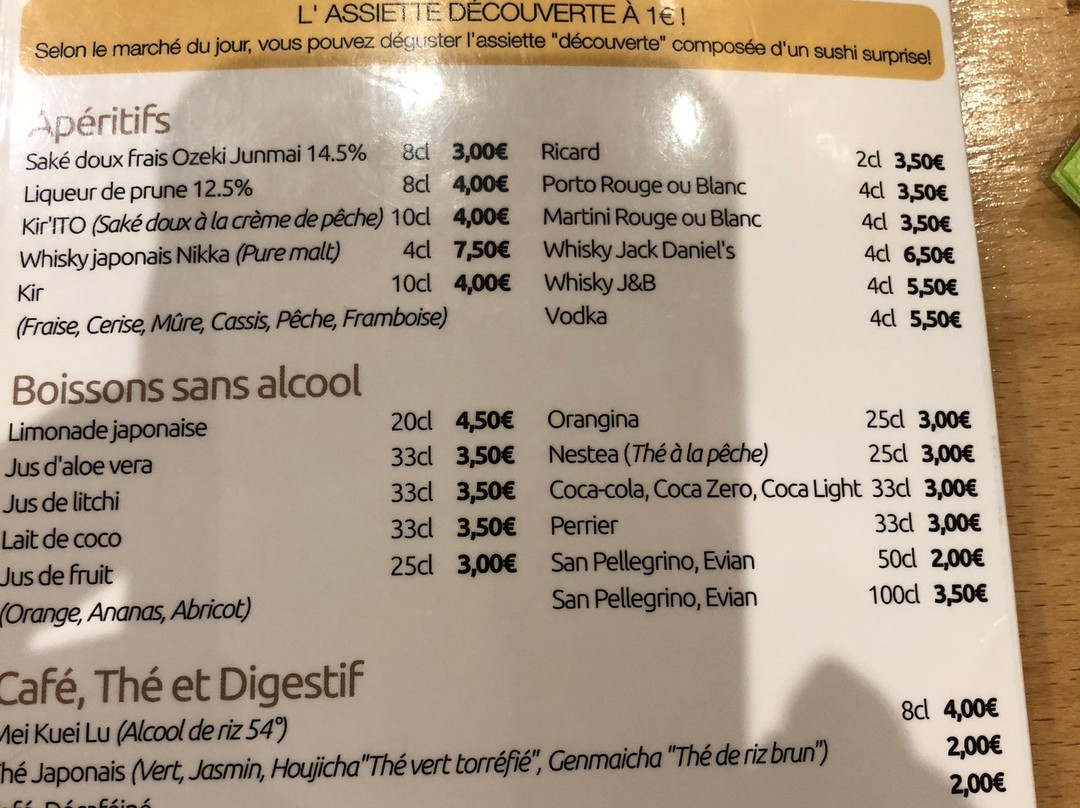 L' ASSIETTE DÉCOUVERTE À 1€ !
Selon le marché du jour, vous pouvez déguster l'assiette "découverte" composée d'un sushi surprise!
Apéritifs
Saké doux frais Ozeki Junmai 14.5% 8cl 3,00€
Liqueur de prune 12.5% 8cl 4,00€
Kir'ITO (Saké doux à la crème de pêche) 10cl 4,00€
Whisky japonais Nikka (Pure malt) 4cl 7,50€
Kir 10cl 4,00€
(Fraise, Cerise, Mûre, Cassis, Pêche, Framboise)
Ricard 2cl 3,50€
Porto Rouge ou Blanc 4cl 3,50€
Martini Rouge ou Blanc 4cl 3,50€
Whisky Jack Daniel's 4cl 6,50€
Whisky J&B 4cl 5,50€
Vodka 4cl 5,50€
Boissons sans alcool
Limonade japonaise 20cl 4,50€
Jus d'aloe vera 33cl 3,50€
Jus de litchi 33cl 3,50€
Lait de coco 33cl 3,50€
Jus de fruit 25cl 3,00€
(Orange, Ananas, Abricot)
Orangina 25cl 3,00€
Nestea (Thé à la pêche) 25cl 3,00€
Coca-cola, Coca Zero, Coca Light 33cl 3,00€
Perrier 33cl 3,00€
San Pellegrino, Evian 50cl 2,00€
San Pellegrino, Evian 100cl 3,50€
Café, Thé et Digestif
Mei Kuei Lu (Alcool de riz 54°) 8cl 4,00€
Thé Japonais (Vert, Jasmin, Houjicha"Thé vert torréfié", Genmaicha "Thé de riz brun") 2,00€
Café, Décaféiné 2,00€